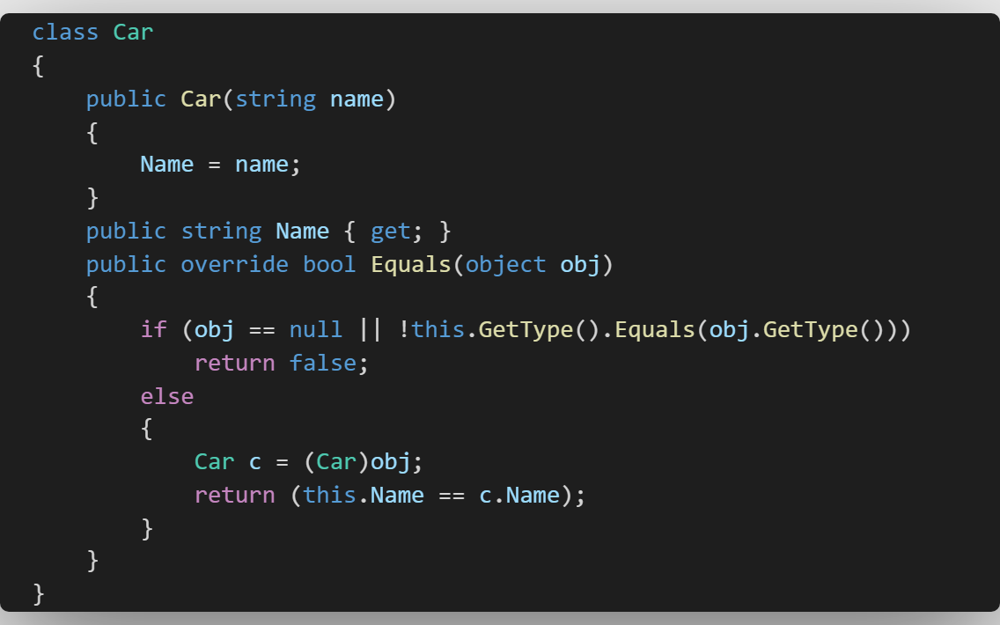 class Car
{
    public Car(string name)
    {
        Name = name;
    }
    public string Name { get; }
    public override bool Equals(object obj)
    {
        if (obj == null || !this.GetType().Equals(obj.GetType()))
            return false;
        else
        {
            Car c = (Car)obj;
            return (this.Name == c.Name);
        }
    }
}